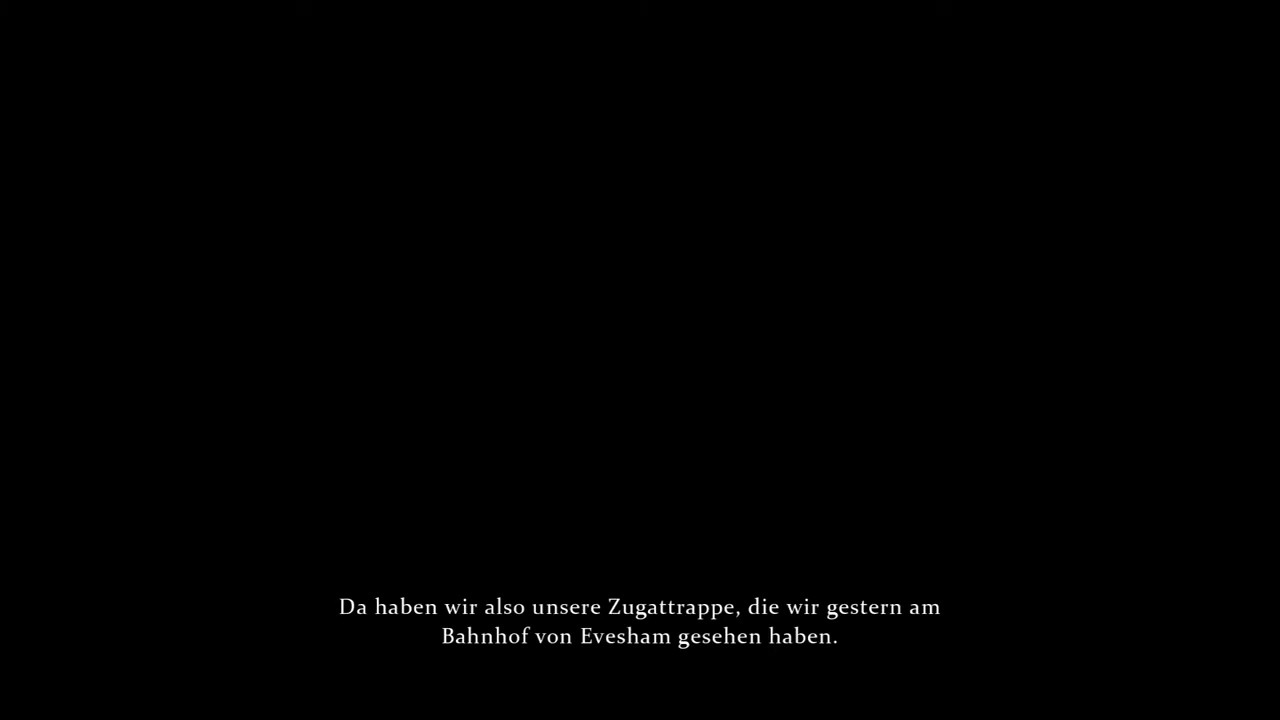 Da haben wir also unsere Zugattrappe, die wir gestern am
Bahnhof von Evesham gesehen haben.